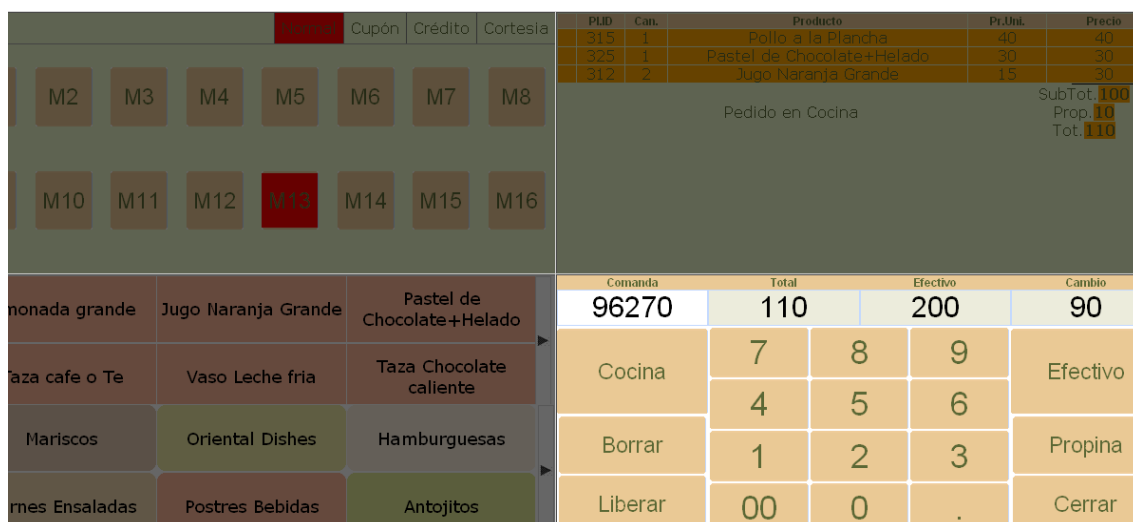 Normal Cupón Crédito Cortesia
M2 M3 M4 M5 M6 M7 M8
M10 M11 M12 M13 M14 M15 M16
PLID Can. Producto Pr.Uni. Precio
315 1 Pollo a la Plancha 40 40
325 1 Pastel de Chocolate+Helado 30 30
312 2 Jugo Naranja Grande 15 30
SubTot. 100
Pedido en Cocina Prop. 10
Tot. 110
monada grande Jugo Naranja Grande Pastel de
Chocolate+Helado
Taza cafe o Te Vaso Leche fria Taza Chocolate
caliente
Mariscos Oriental Dishes Hamburguesas
rnes Ensaladas Postres Bebidas Antojitos
Comanda Total Efectivo Cambio
96270 110 200 90
Cocina 7 8 9 Efectivo
4 5 6
Borrar 1 2 3 Propina
Liberar 00 0 . Cerrar